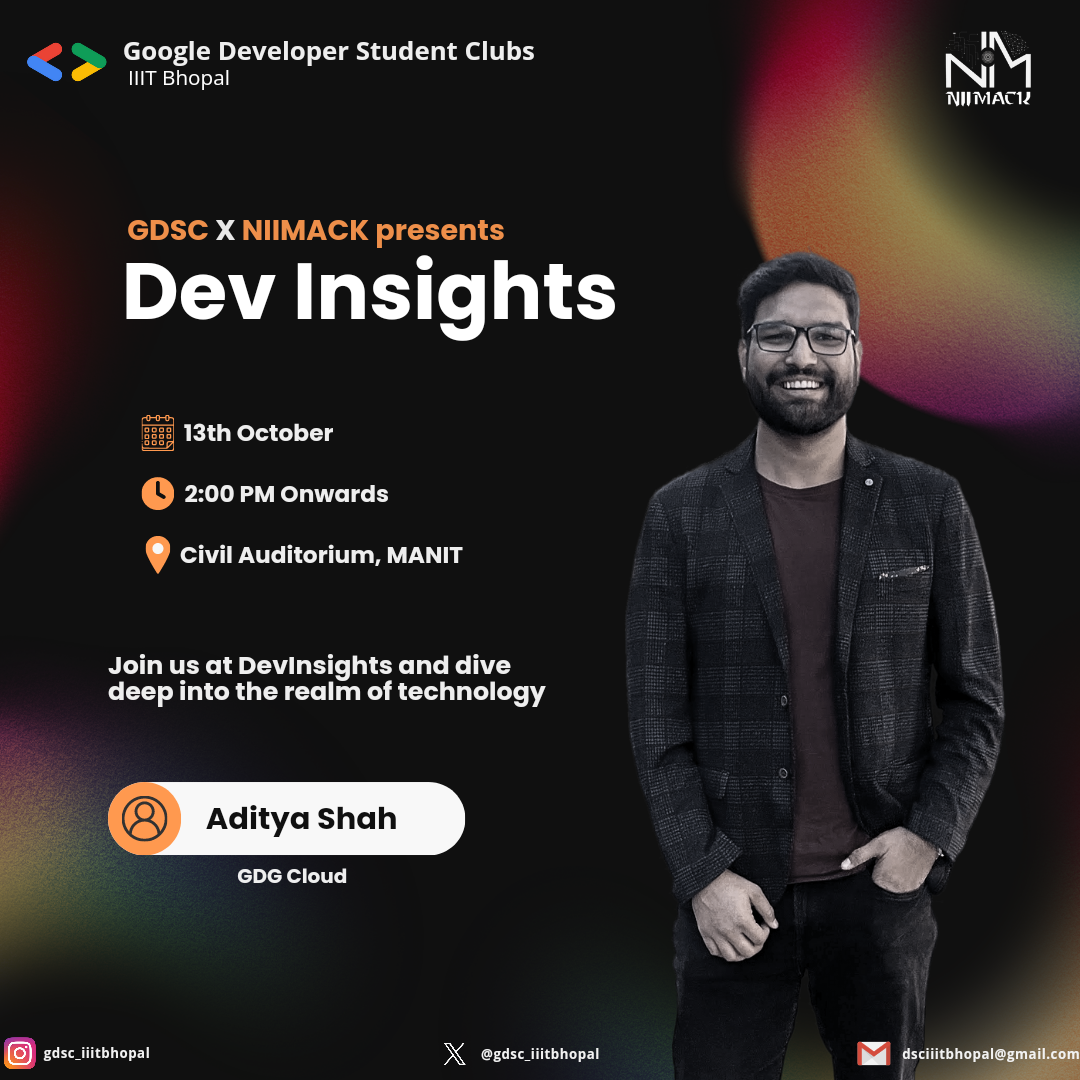 Google Developer Student Clubs
IIIT Bhopal
NIM
NIIMACK
GDSC X NIIMACK presents
Dev Insights
13th October
2:00 PM Onwards
Civil Auditorium, MANIT
Join us at DevInsights and dive
deep into the realm of technology
Aditya Shah
GDG Cloud
gdsc_iiitbhopal
@gdsc_iiitbhopal
dsciiitbhopal@gmail.com